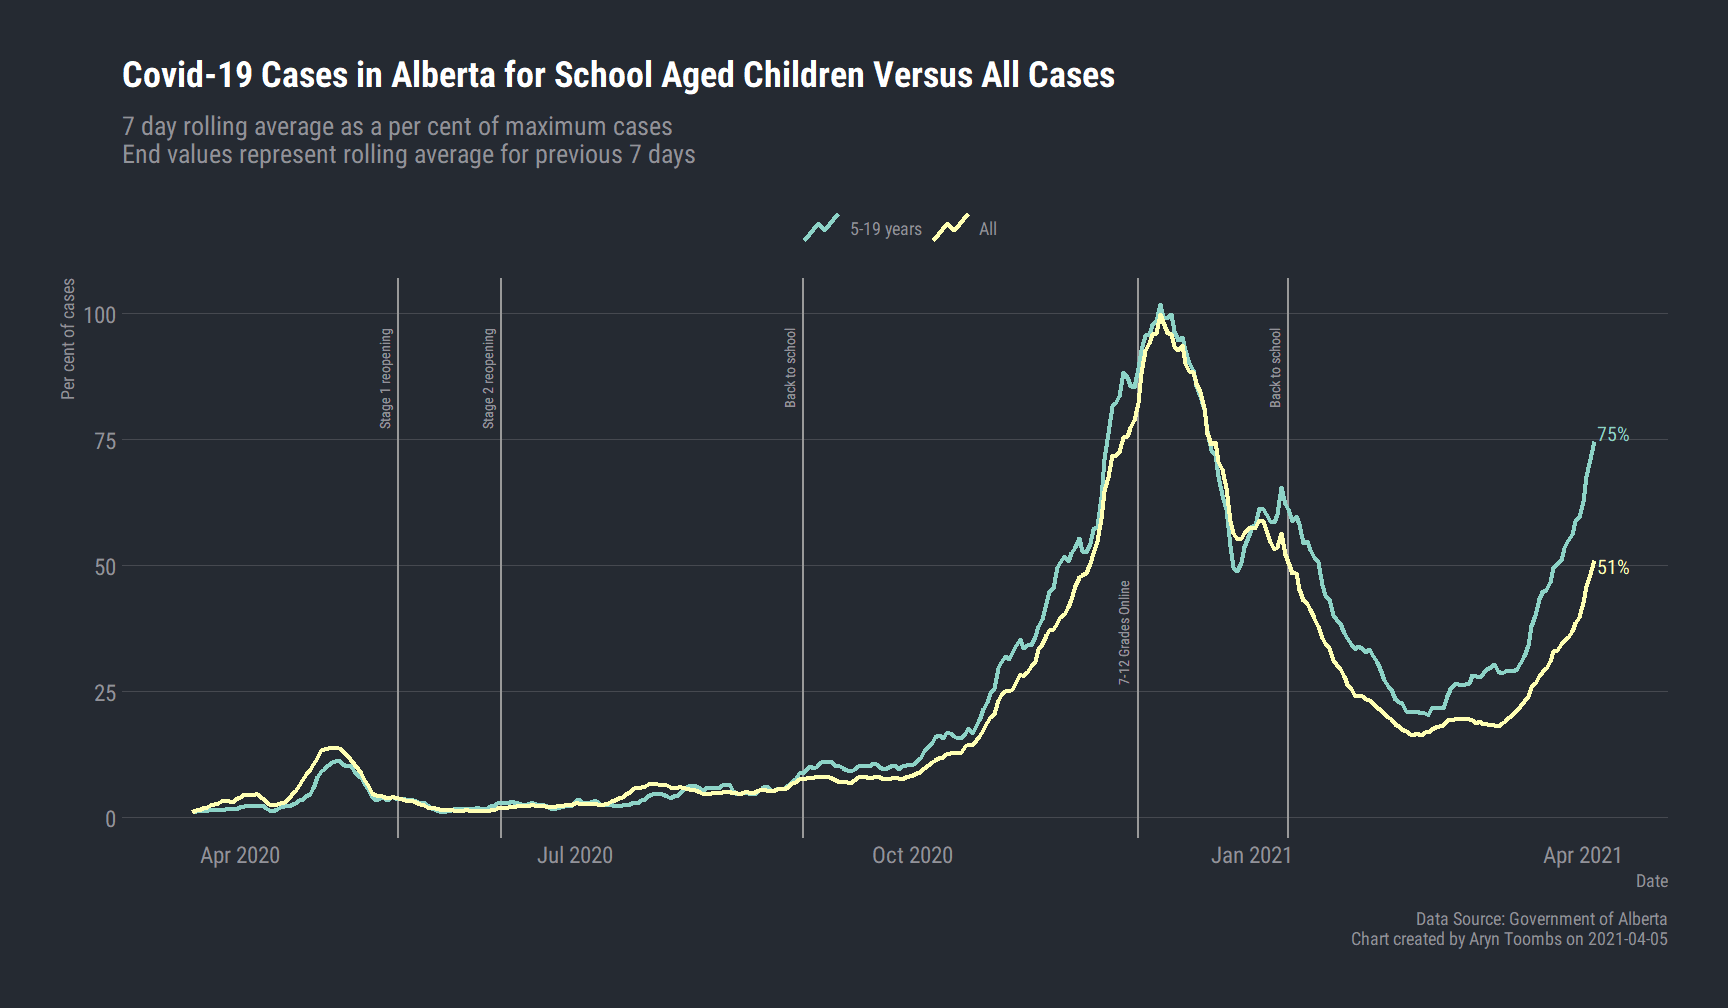 Covid-19 Cases in Alberta for School Aged Children Versus All Cases
7 day rolling average as a per cent of maximum cases
End values represent rolling average for previous 7 days
5-19 years
All
Per cent of cases
100
75
50
25
0
Stage 1 reopening
Stage 2 reopening
Back to school
7-12 Grades Online
Back to school
75%
51%
Apr 2020
Jul 2020
Oct 2020
Jan 2021
Apr 2021
Date
Data Source: Government of Alberta
Chart created by Aryn Toombs on 2021-04-05